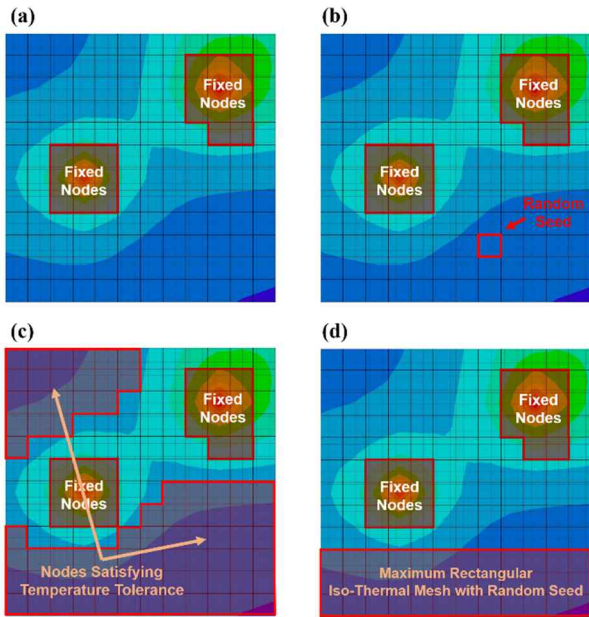 (a)
Fixed
Nodes
Fixed
Nodes
(b)
Fixed
Nodes
Fixed
Nodes
Random
Seed
(c)
Fixed
Nodes
Fixed
Nodes
Nodes Satisfying
Temperature Tolerance
(d)
Fixed
Nodes
Fixed
Nodes
Maximum Rectangular
Iso-Thermal Mesh with Random Seed